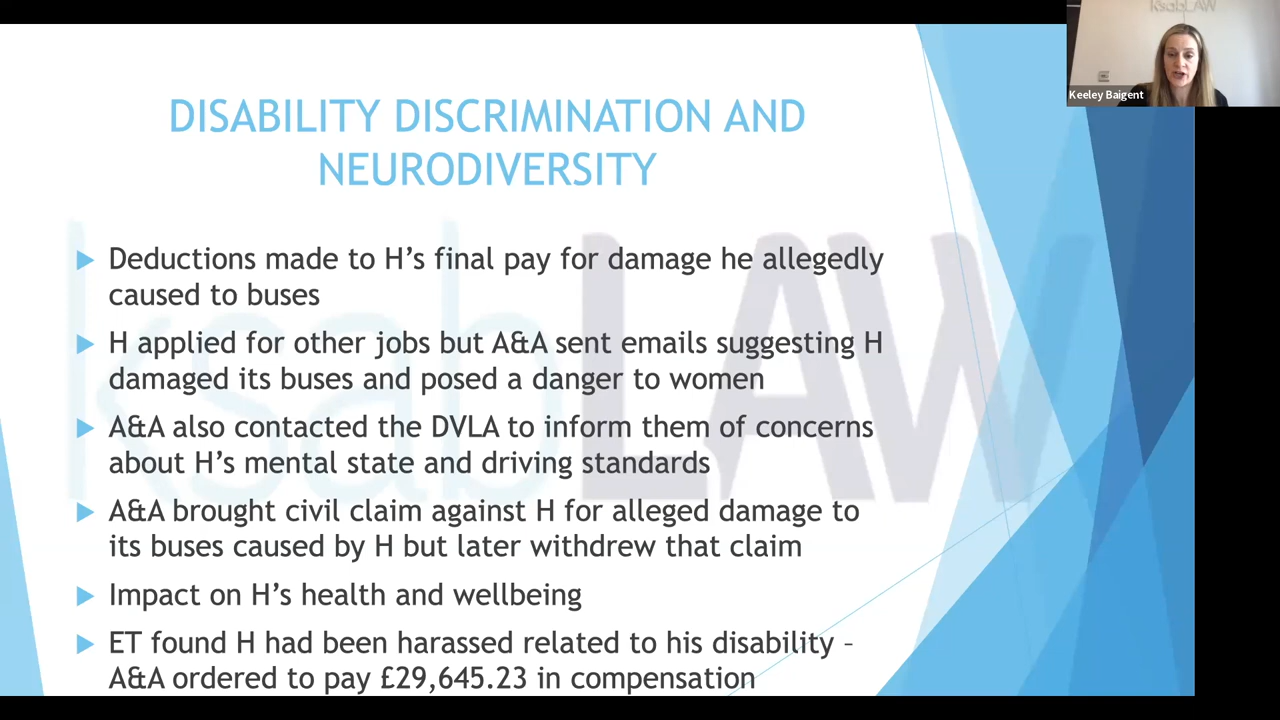 ksabLAW
Keeley Baigent
DISABILITY DISCRIMINATION AND
NEURODIVERSITY
Deductions made to H's final pay for damage he allegedly
caused to buses
H applied for other jobs but A&A sent emails suggesting H
damaged its buses and posed a danger to women
A&A also contacted the DVLA to inform them of concerns
about H's mental state and driving standards
A&A brought civil claim against H for alleged damage to
its buses caused by H but later withdrew that claim
Impact on H's health and wellbeing
ET found H had been harassed related to his disability –
A&A ordered to pay £29,645.23 in compensation
ksabLAW